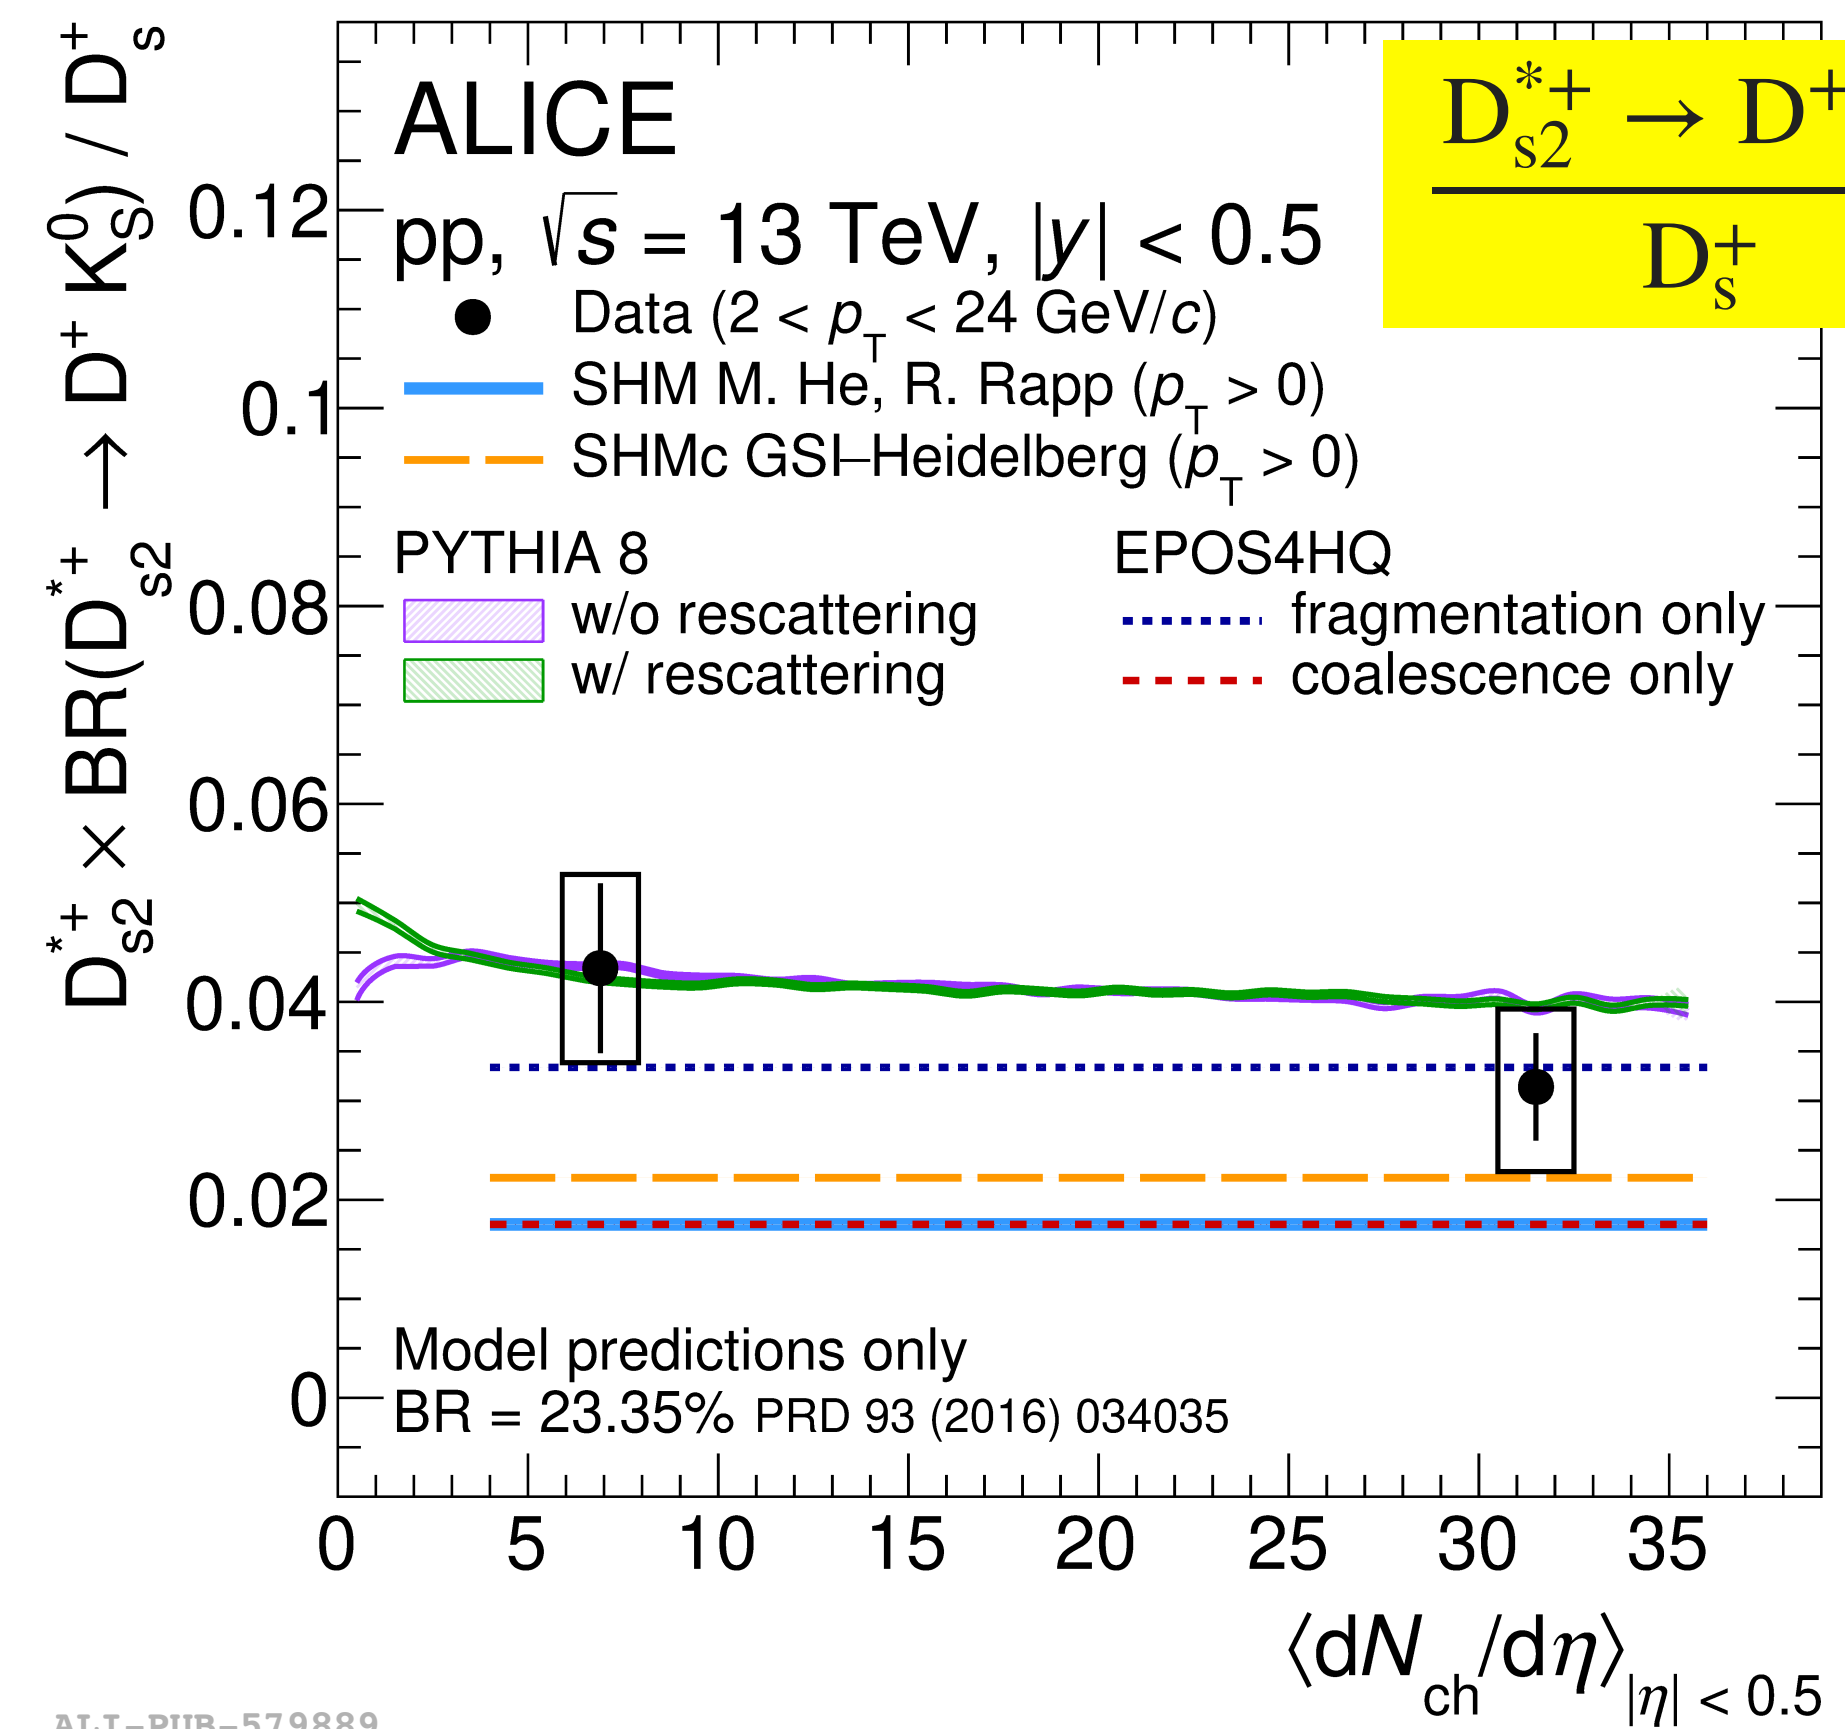 D*+s2 × BR(D*+s2 → D+ K0S) / D+s
ALICE
pp, √s = 13 TeV, |y| < 0.5
Data (2 < pT < 24 GeV/c)
SHM M. He, R. Rapp (pT > 0)
SHMc GSI–Heidelberg (pT > 0)
PYTHIA 8
w/o rescattering
w/ rescattering
EPOS4HQ
fragmentation only
coalescence only
D*+s2 → D+
D+s
0.12
0.1
0.08
0.06
0.04
0.02
0
Model predictions only
BR = 23.35% PRD 93 (2016) 034035
0 5 10 15 20 25 30 35
⟨dNch/dη⟩|η| < 0.5
ALI-PUB-579889